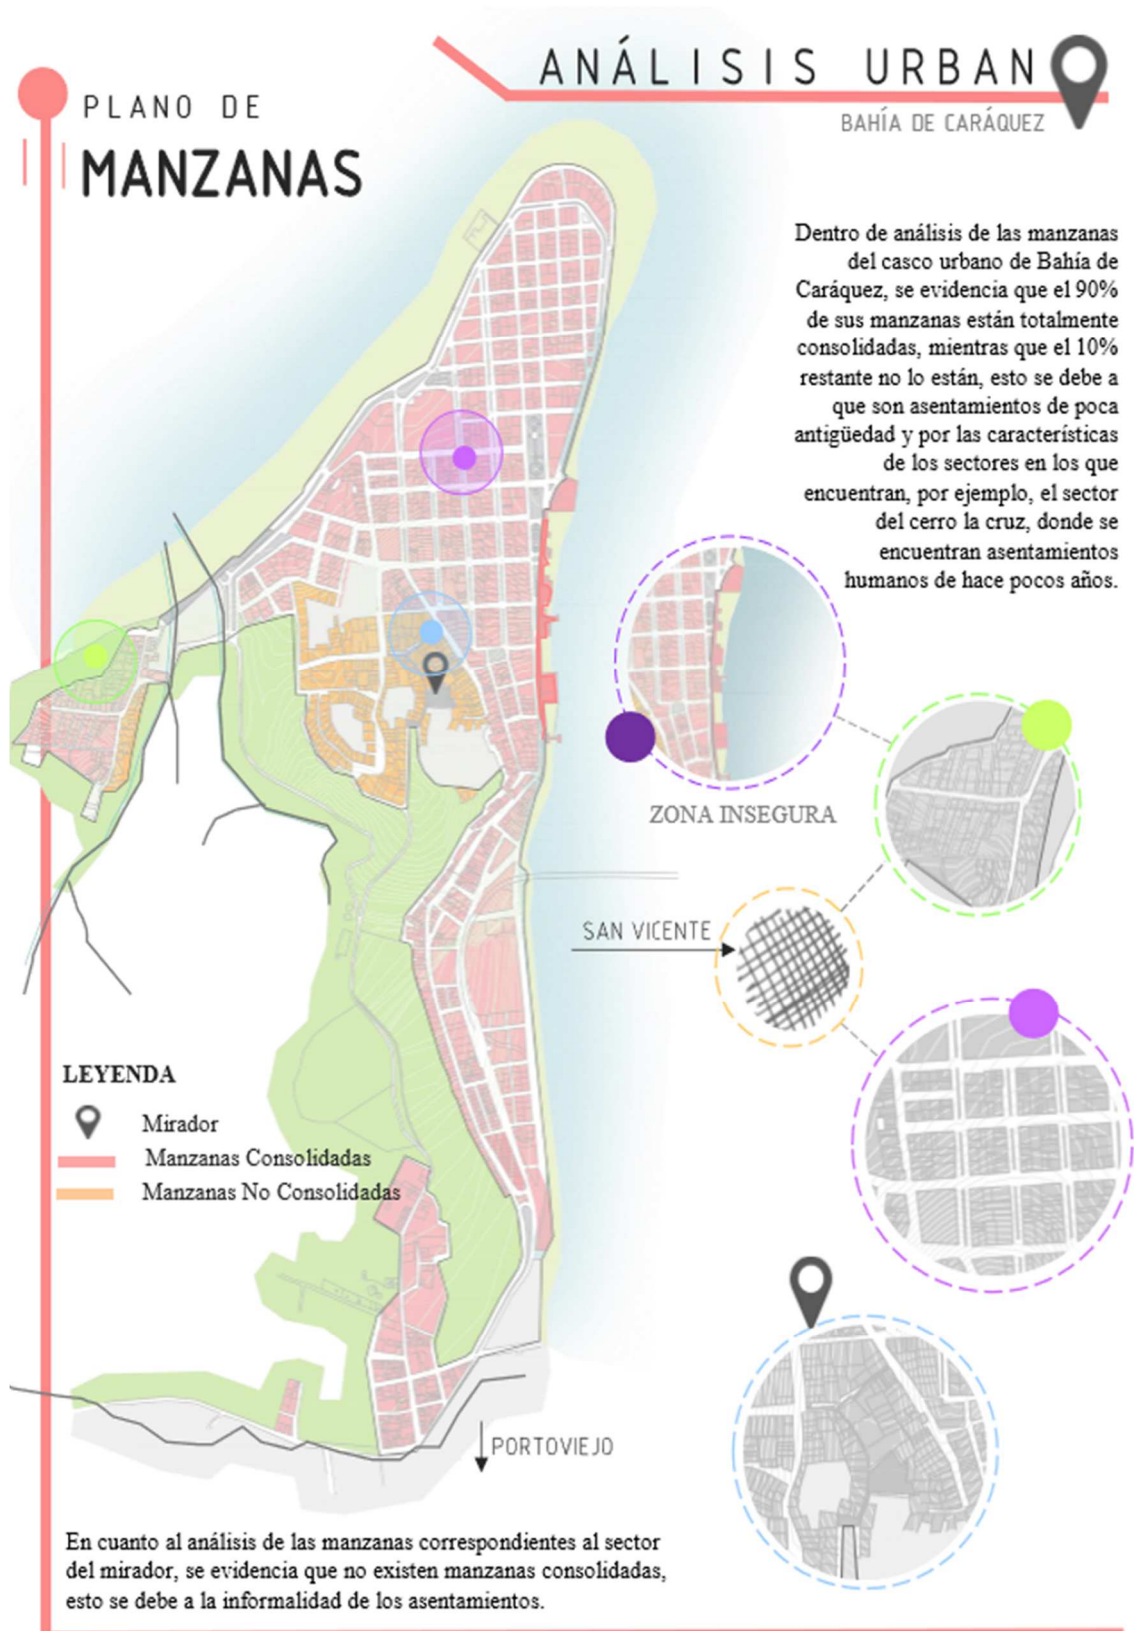 ANÁLISIS URBAN
BAHÍA DE CARÁQUEZ
PLANO DE
MANZANAS
Dentro de análisis de las manzanas
del casco urbano de Bahía de
Caráquez, se evidencia que el 90%
de sus manzanas están totalmente
consolidadas, mientras que el 10%
restante no lo están, esto se debe a
que son asentamientos de poca
antigüedad y por las características
de los sectores en los que
encuentran, por ejemplo, el sector
del cerro la cruz, donde se
encuentran asentamientos
humanos de hace pocos años.
ZONA INSEGURA
SAN VICENTE
LEYENDA
Mirador
Manzanas Consolidadas
Manzanas No Consolidadas
PORTOVIEJO
En cuanto al análisis de las manzanas correspondientes al sector
del mirador, se evidencia que no existen manzanas consolidadas,
esto se debe a la informalidad de los asentamientos.